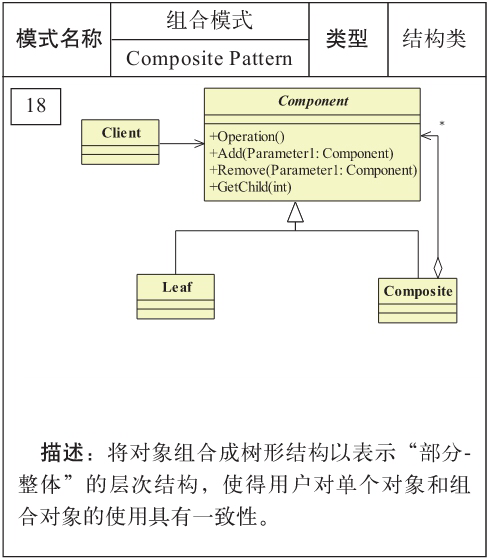 模式名称
组合模式
Composite Pattern
类型
结构类
18
Client
Component
+Operation()
+Add(Parameter1: Component)
+Remove(Parameter1: Component)
+GetChild(int)
*
Leaf
Composite
描述：将对象组合成树形结构以表示“部分-
整体”的层次结构，使得用户对单个对象和组
合对象的使用具有一致性。